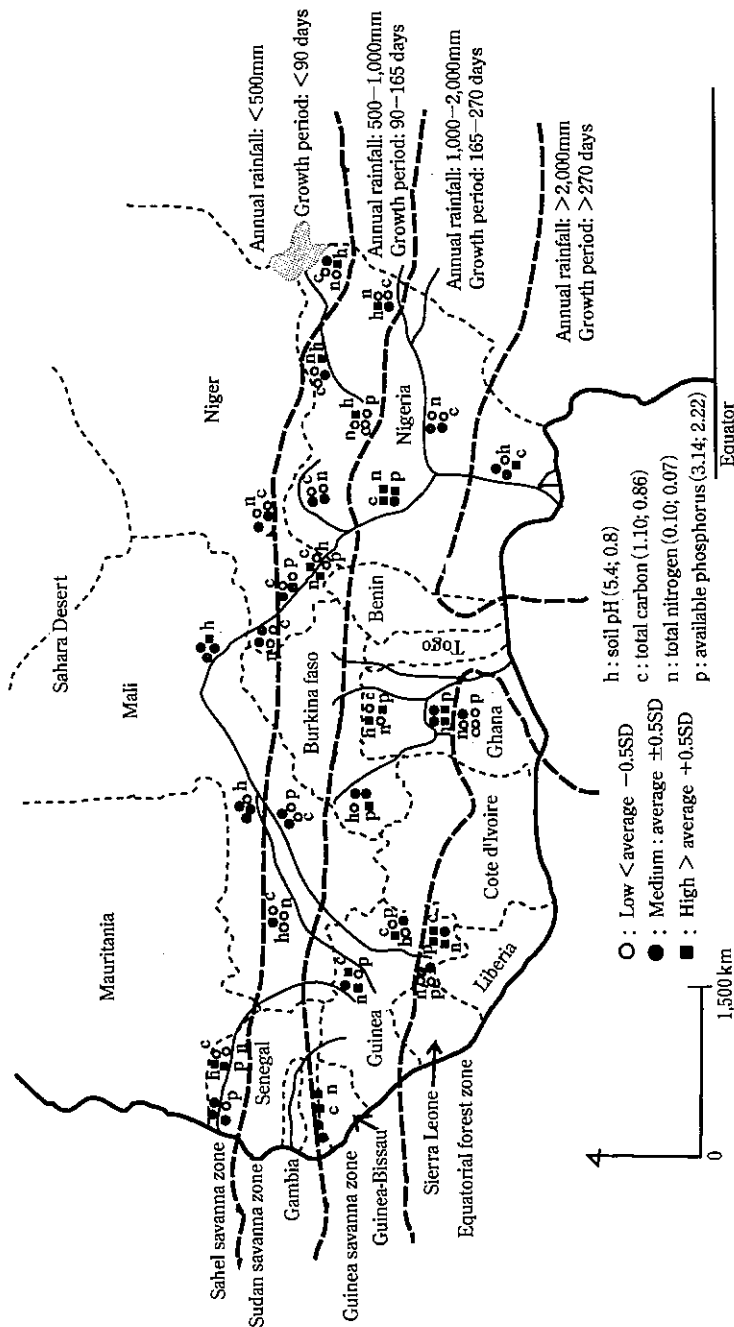 Sahara Desert
Mauritania
Mali
Niger
Annual rainfall: <500mm
Growth period: <90 days
Annual rainfall: 500-1,000mm
Growth period: 90-165 days
Annual rainfall: 1,000-2,000mm
Growth period: 165-270 days
Annual rainfall: >2,000mm
Growth period: >270 days
Sahel savanna zone
Sudan savanna zone
Senegal
Gambia
Guinea savanna zone
Guinea-Bissau
Guinea
Sierra Leone
Equatorial forest zone
Liberia
Cote d'Ivoire
Burkina faso
Ghana
Togo
Benin
Nigeria
Equator
○ : Low < average -0.5SD
● : Medium : average ±0.5SD
■ : High > average +0.5SD
h : soil pH (5.4; 0.8)
c : total carbon (1.10; 0.86)
n : total nitrogen (0.10; 0.07)
p : available phosphorus (3.14; 2.22)
0
1,500km